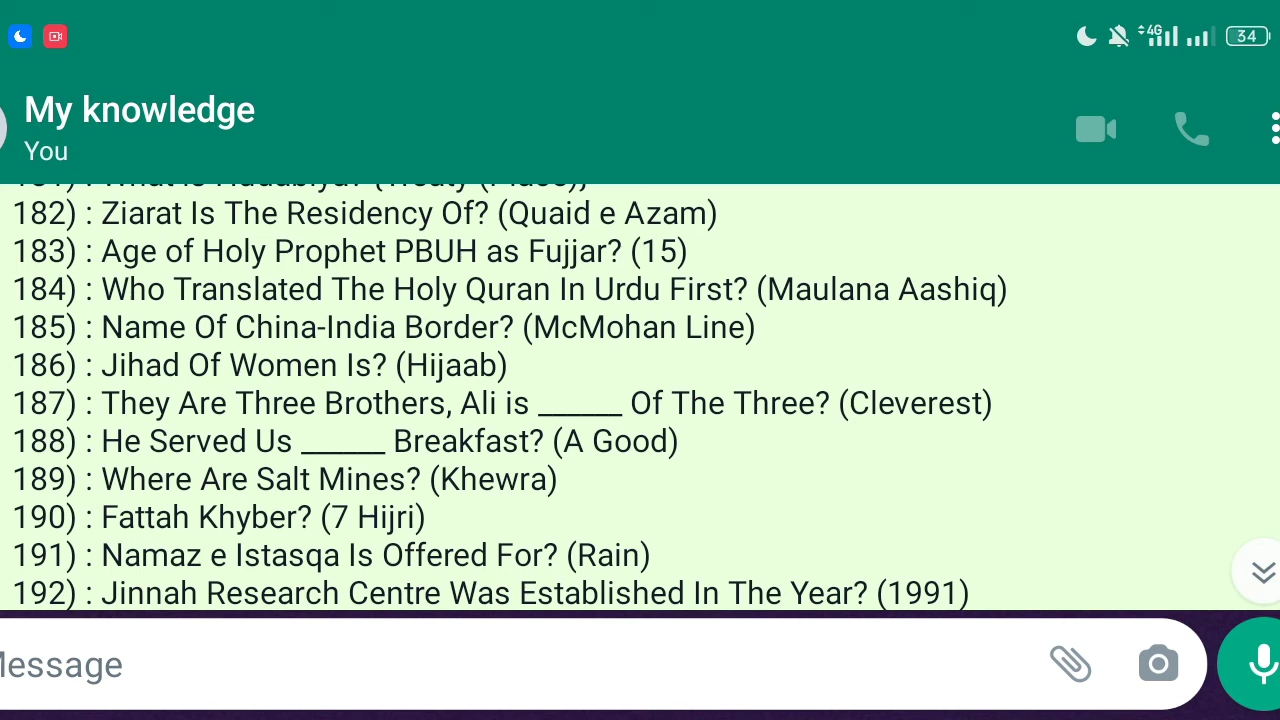 4G
34
My knowledge
You
182) : Ziarat Is The Residency Of? (Quaid e Azam)
183) : Age of Holy Prophet PBUH as Fujjar? (15)
184) : Who Translated The Holy Quran In Urdu First? (Maulana Aashiq)
185) : Name Of China-India Border? (McMohan Line)
186) : Jihad Of Women Is? (Hijaab)
187) : They Are Three Brothers, Ali is ______ Of The Three? (Cleverest)
188) : He Served Us ______ Breakfast? (A Good)
189) : Where Are Salt Mines? (Khewra)
190) : Fattah Khyber? (7 Hijri)
191) : Namaz e Istasqa Is Offered For? (Rain)
192) : Jinnah Research Centre Was Established In The Year? (1991)
Message